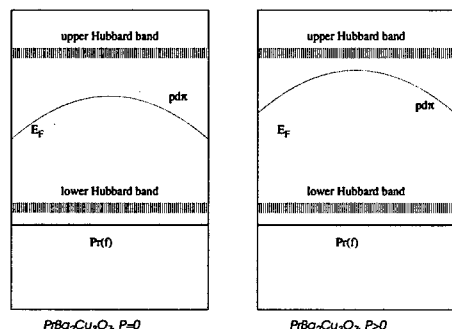 upper Hubbard band
pdπ
E_F
lower Hubbard band
Pr(f)
PrBa₂Cu₃O₇, P=0
upper Hubbard band
pdπ
E_F
lower Hubbard band
Pr(f)
PrBa₂Cu₃O₇, P>0